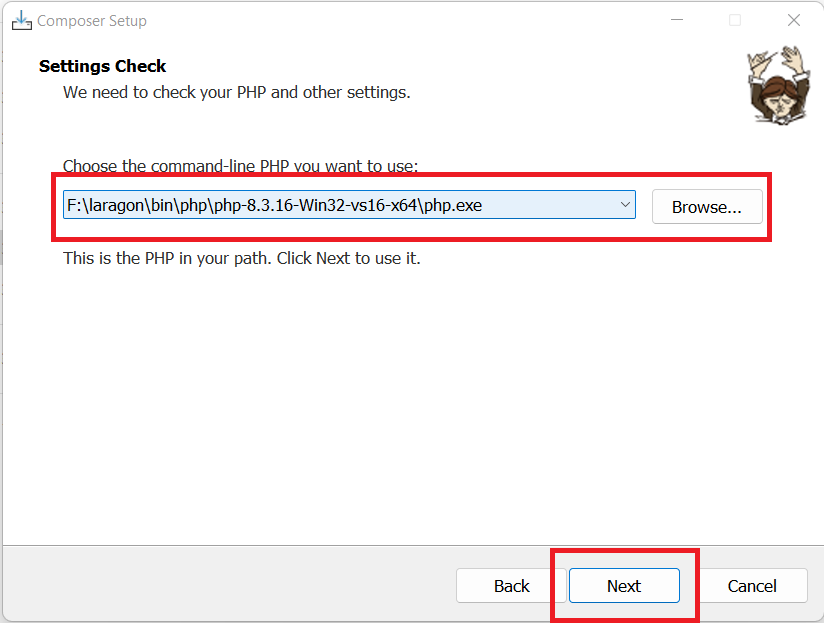 Composer Setup
Settings Check
We need to check your PHP and other settings.
Choose the command-line PHP you want to use:
F:\laragon\bin\php\php-8.3.16-Win32-vs16-x64\php.exe
Browse...
This is the PHP in your path. Click Next to use it.
Back
Next
Cancel